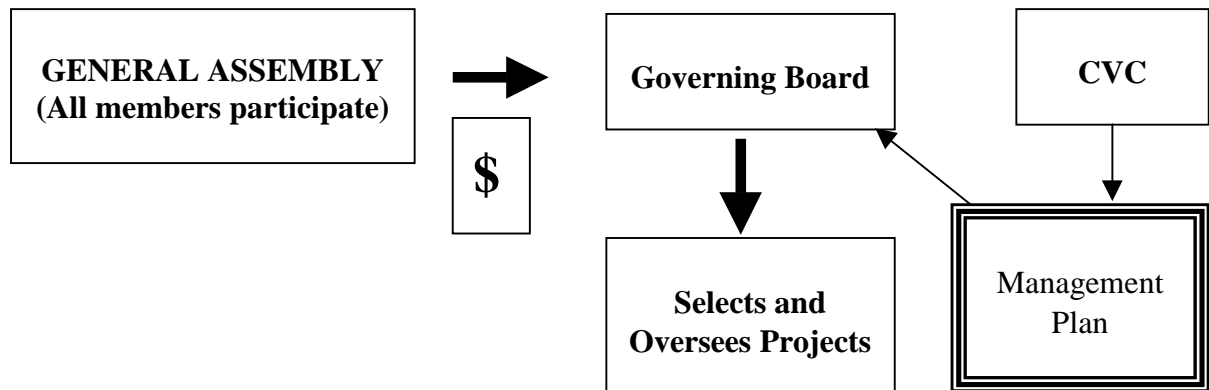 GENERAL ASSEMBLY
(All members participate)
$
Governing Board
CVC
Selects and
Oversees Projects
Management
Plan